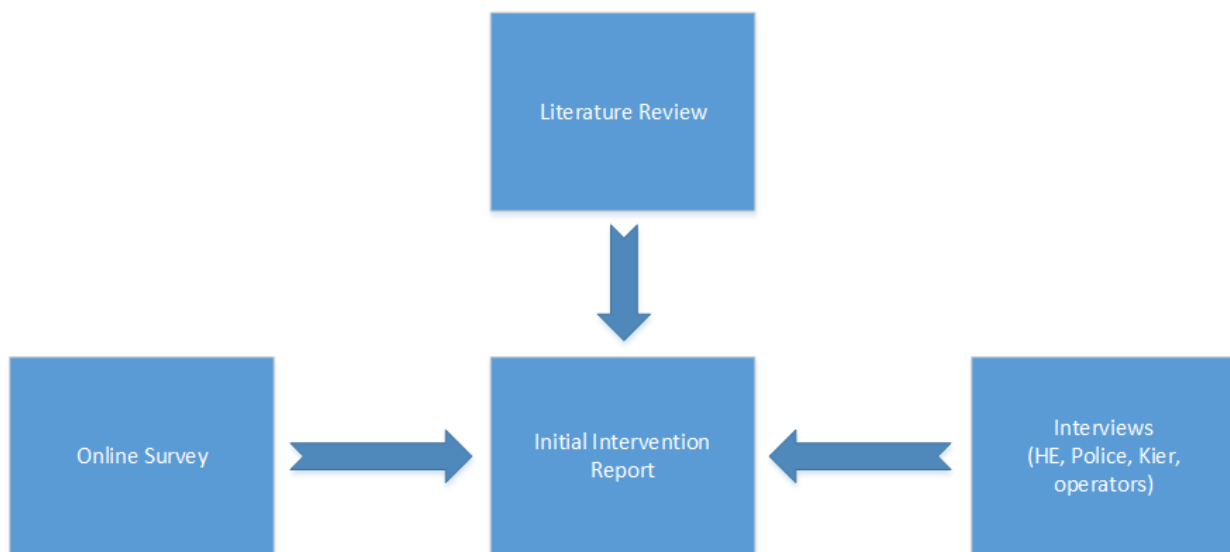 Literature Review
Online Survey
Initial Intervention
Report
Interviews
(HE, Police, Kier,
operators)